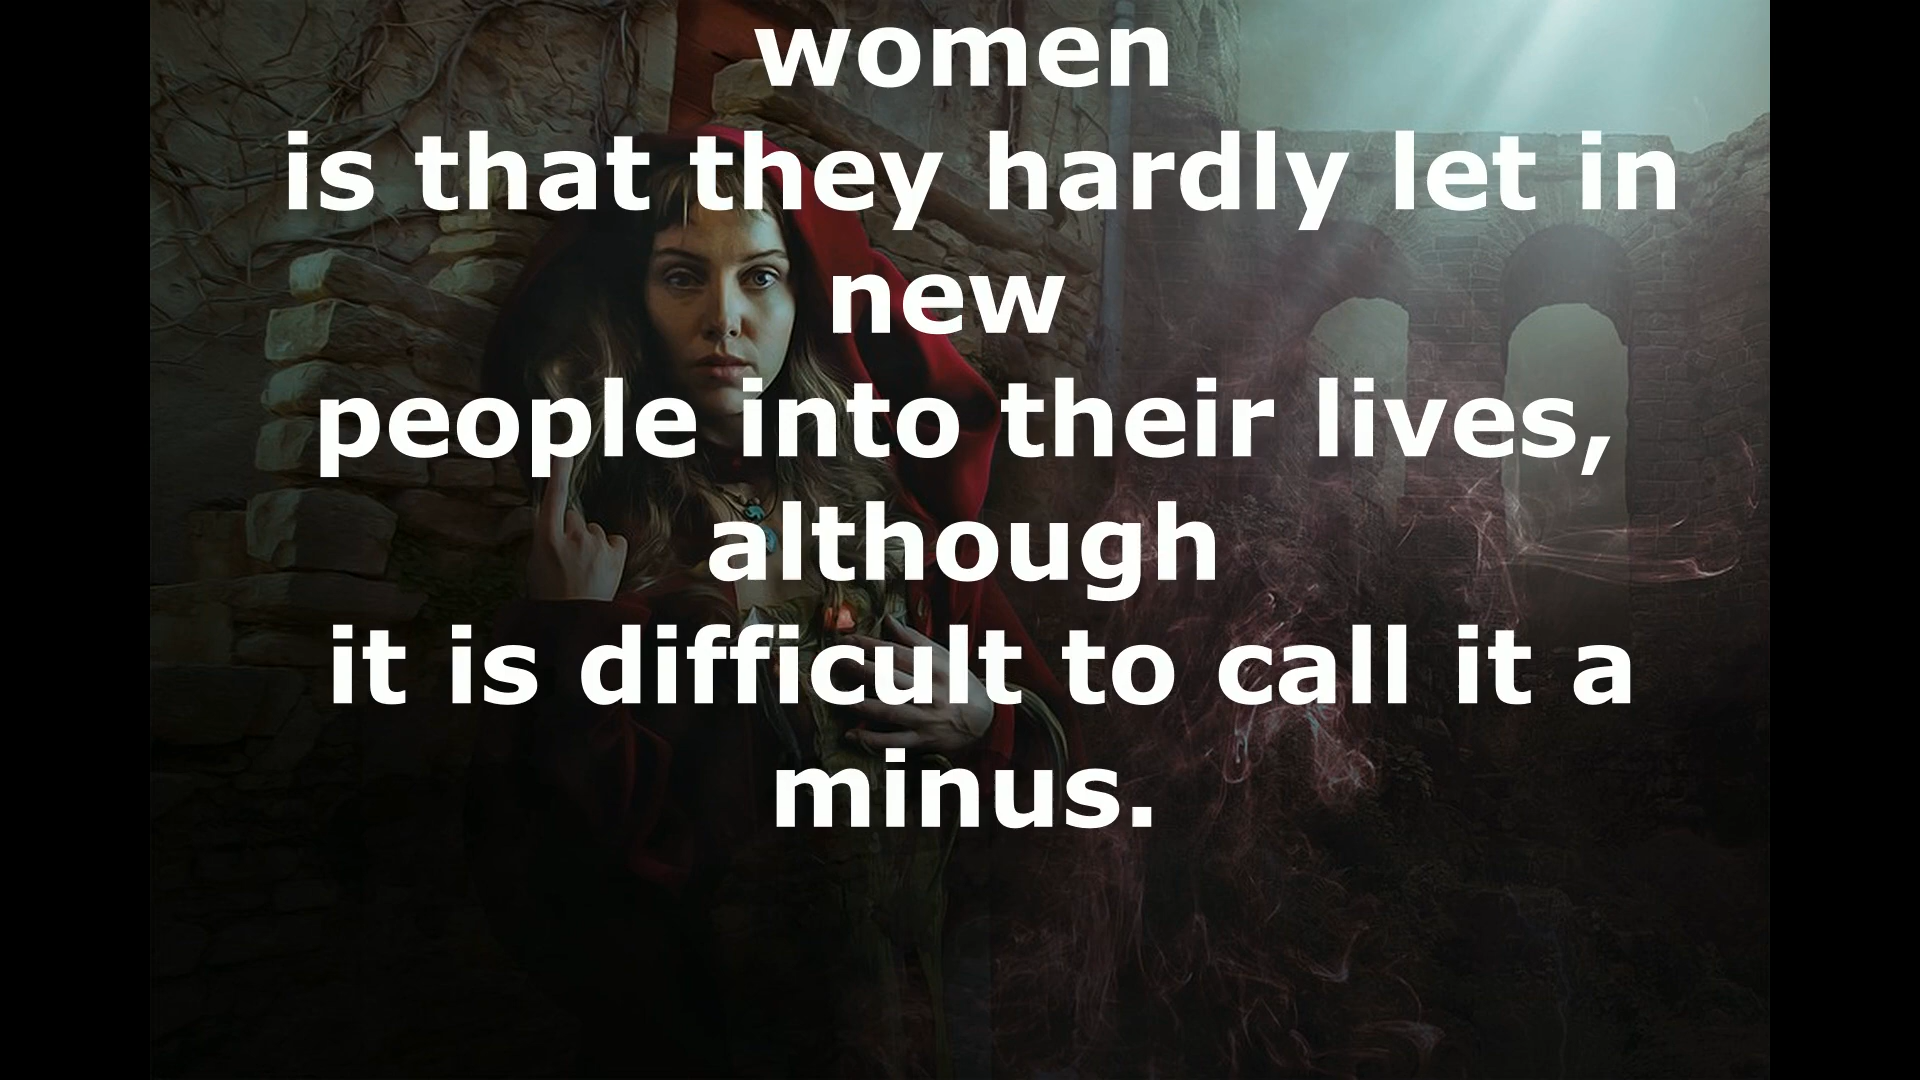 women
is that they hardly let in
new
people into their lives,
although
it is difficult to call it a
minus.